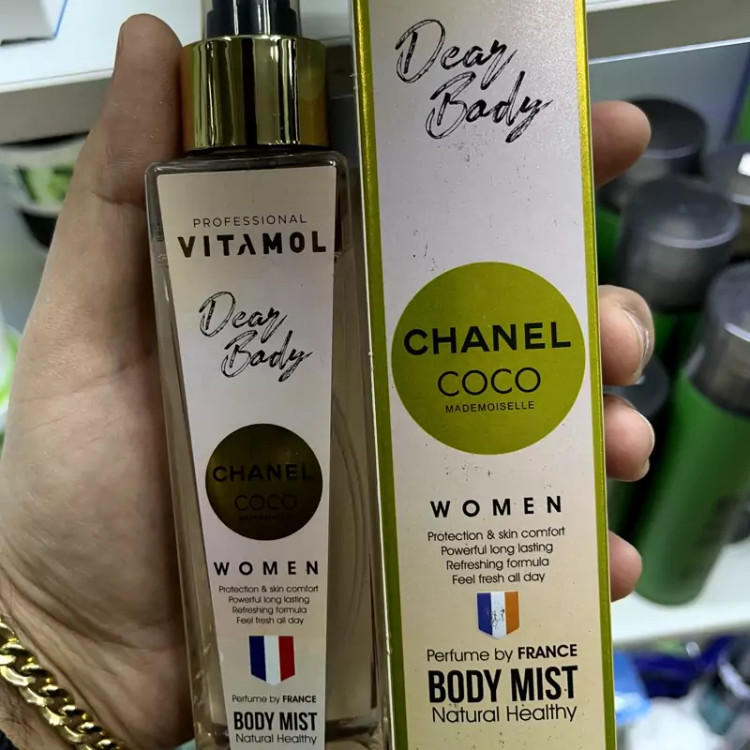 PROFESSIONAL
VITAMOL
Dear
Body
CHANEL
COCO
MADEMOISELLE
WOMEN
Protection & skin comfort
Powerful long lasting
Refreshing formula
Feel fresh all day
Perfume by FRANCE
BODY MIST
Natural Healthy
Dear
Body
CHANEL
COCO
MADEMOISELLE
WOMEN
Protection & skin comfort
Powerful long lasting
Refreshing formula
Feel fresh all day
Perfume by FRANCE
BODY MIST
Natural Healthy